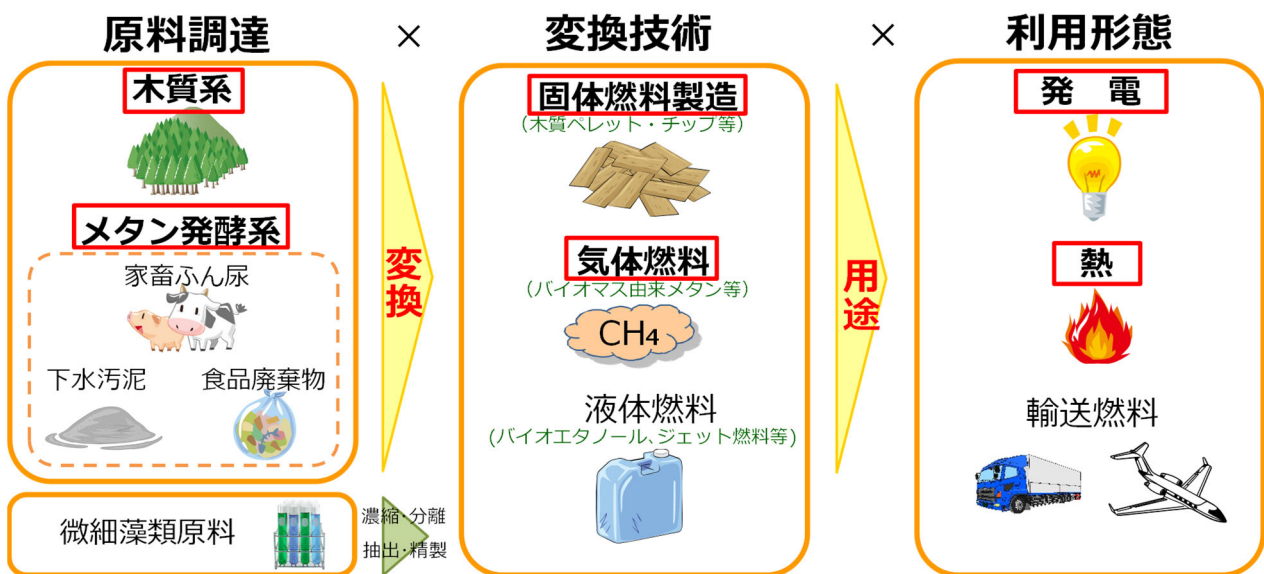 原料調達 × 変換技術 × 利用形態
木質系
メタン発酵系
家畜ふん尿
下水汚泥 食品廃棄物
微細藻類原料
変換
濃縮・分離
抽出・精製
固体燃料製造
(木質ペレット・チップ等)
気体燃料
(バイオマス由来メタン等)
CH4
液体燃料
(バイオエタノール、ジェット燃料等)
用途
発 電
熱
輸送燃料